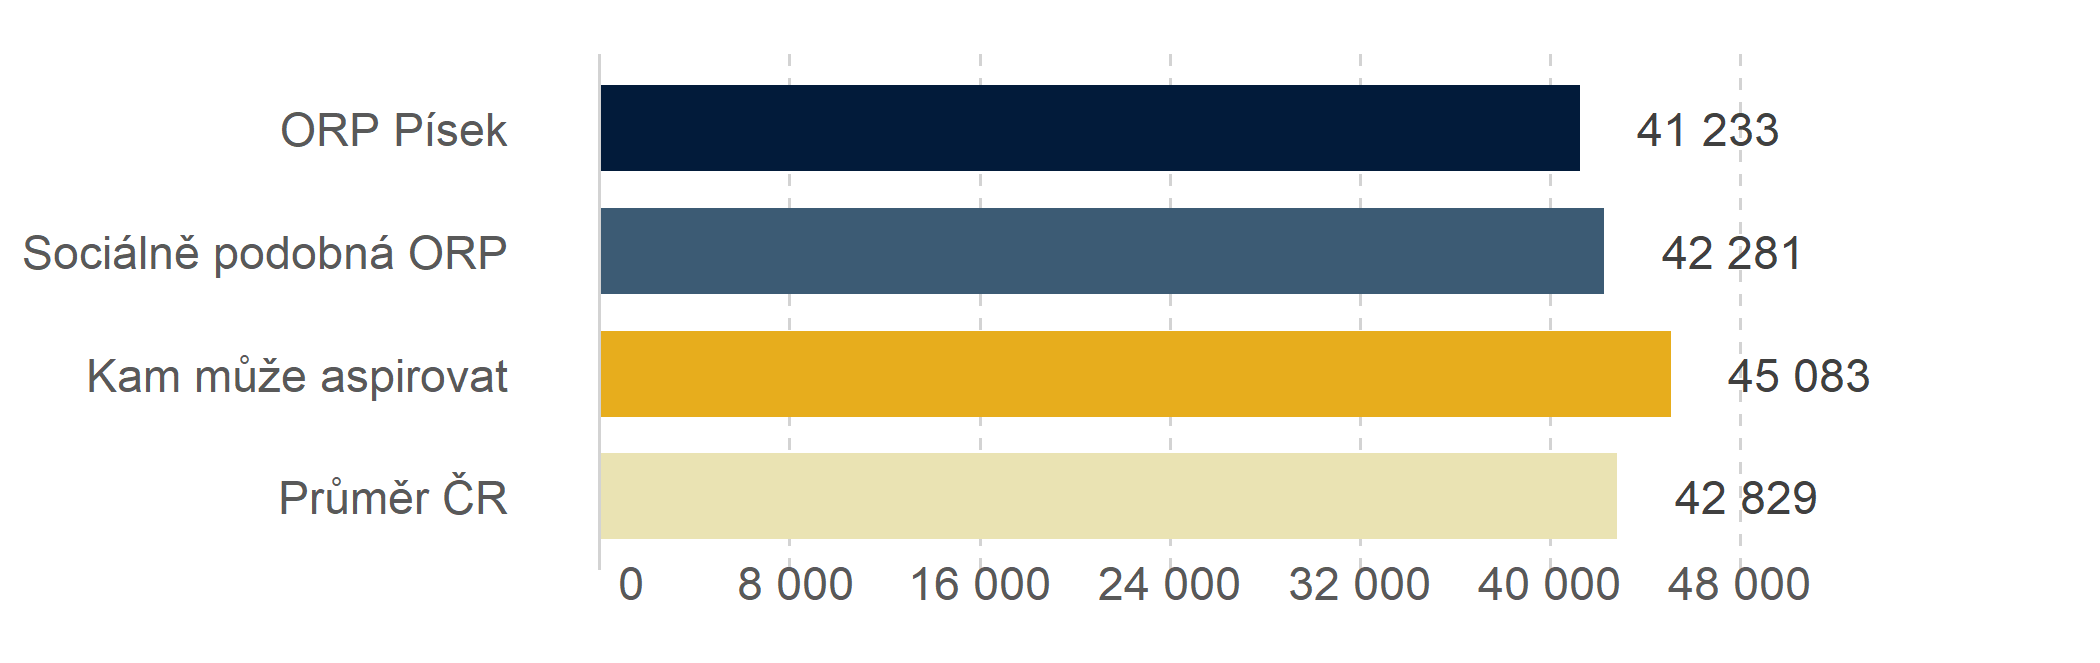 ORP Písek 41 233
Sociálně podobná ORP 42 281
Kam může aspirovat 45 083
Průměr ČR 42 829
0 8 000 16 000 24 000 32 000 40 000 48 000